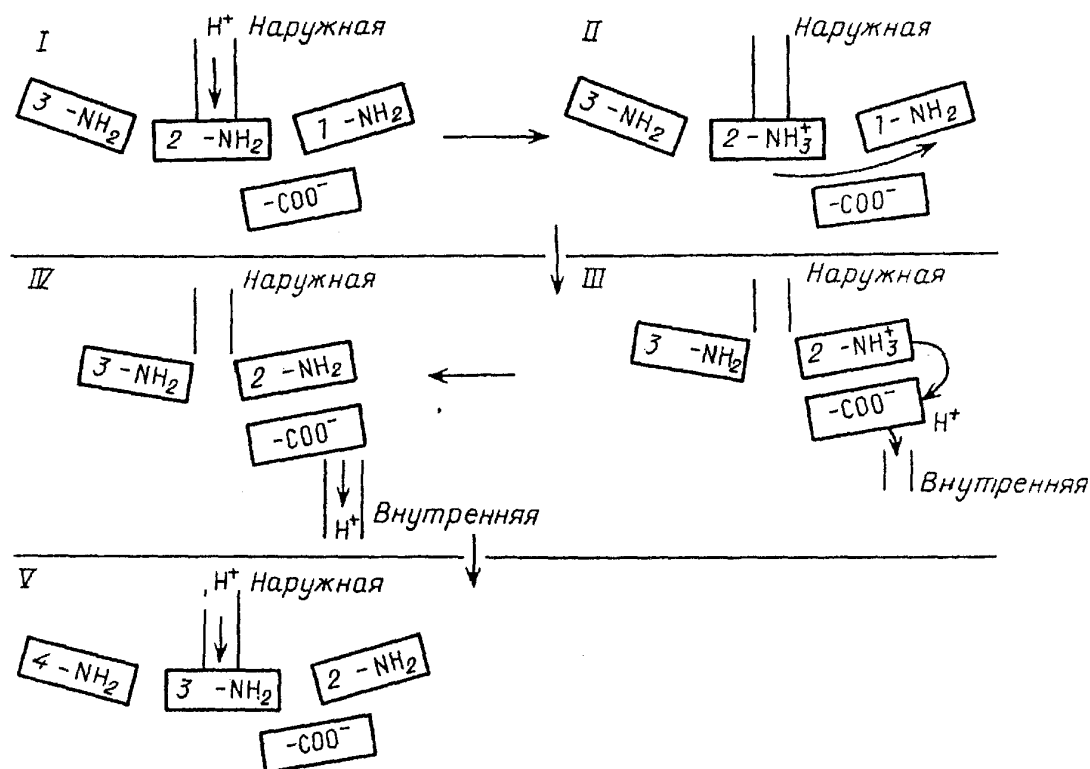 I
H⁺ Наружная
3 -NH₂
2 -NH₂
1 -NH₂
-COO⁻
II
Наружная
3 -NH₂
2 -NH₃⁺
1 - NH₂
-COO⁻
IV
Наружная
3 -NH₂
2 -NH₂
-COO⁻
H⁺ Внутренняя
III
Наружная
3 -NH₂
2 -NH₃⁺
-COO⁻
H⁺
Внутренняя
V
H⁺ Наружная
4 - NH₂
3 -NH₂
2 - NH₂
-COO⁻